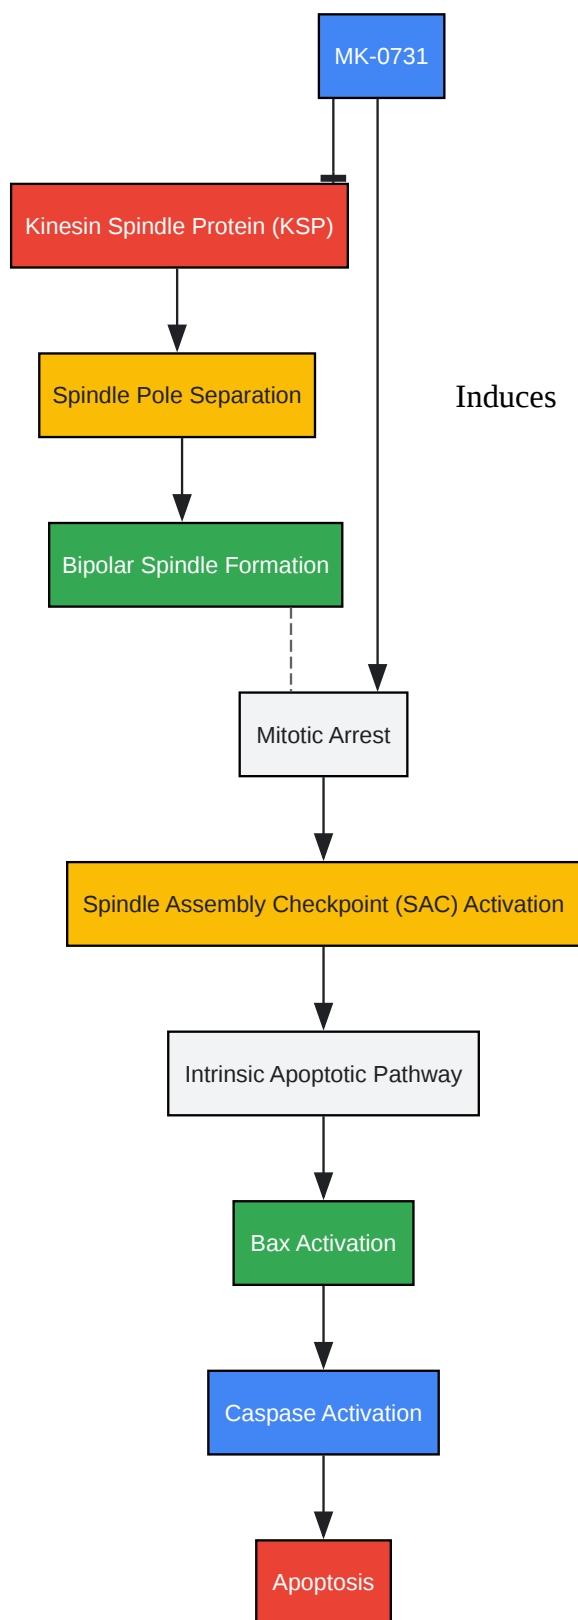 MK-0731
Kinesin Spindle Protein (KSP)
Spindle Pole Separation
Induces
Bipolar Spindle Formation
Mitotic Arrest
Spindle Assembly Checkpoint (SAC) Activation
Intrinsic Apoptotic Pathway
Bax Activation
Caspase Activation
Apoptosis